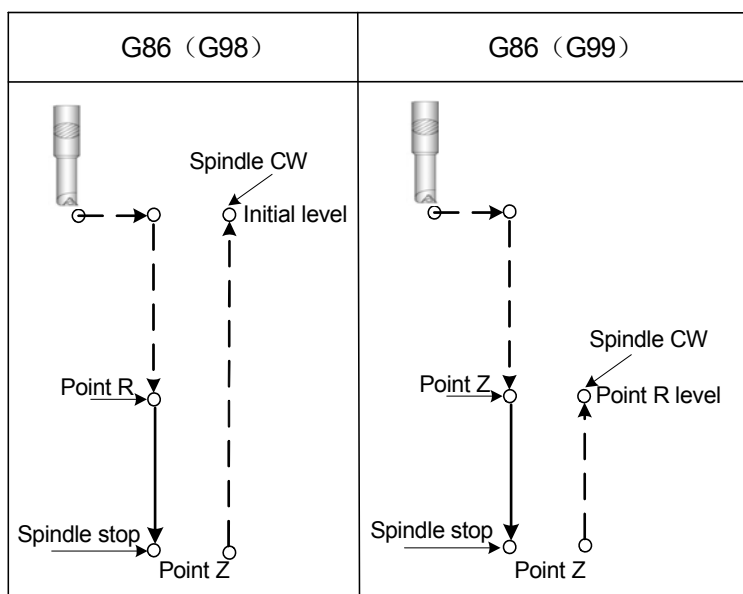 G86（G98）
G86（G99）
Spindle CW
Initial level
Point R
Spindle stop
Point Z
Spindle CW
Point Z
Point R level
Spindle stop
Point Z